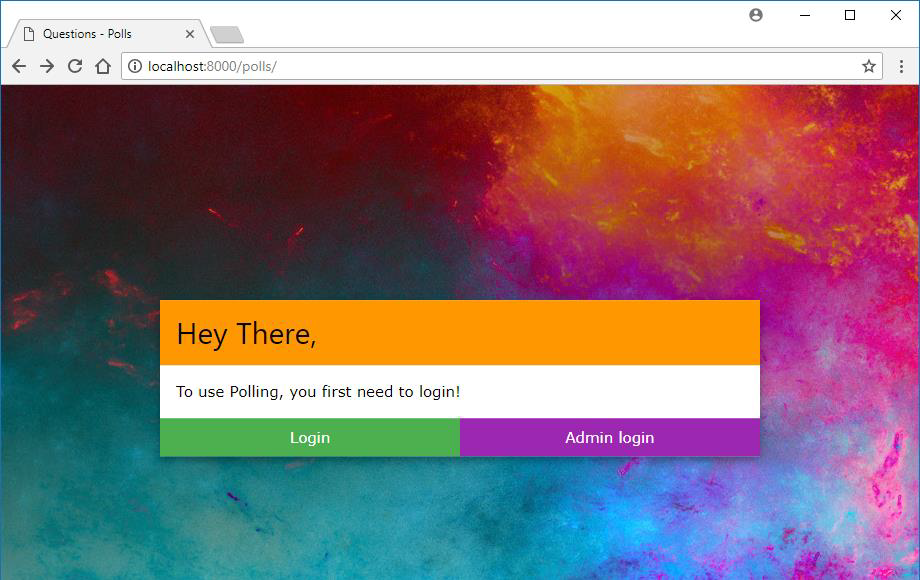 Questions - Polls
localhost:8000/polls/
Hey There,
To use Polling, you first need to login!
Login
Admin login